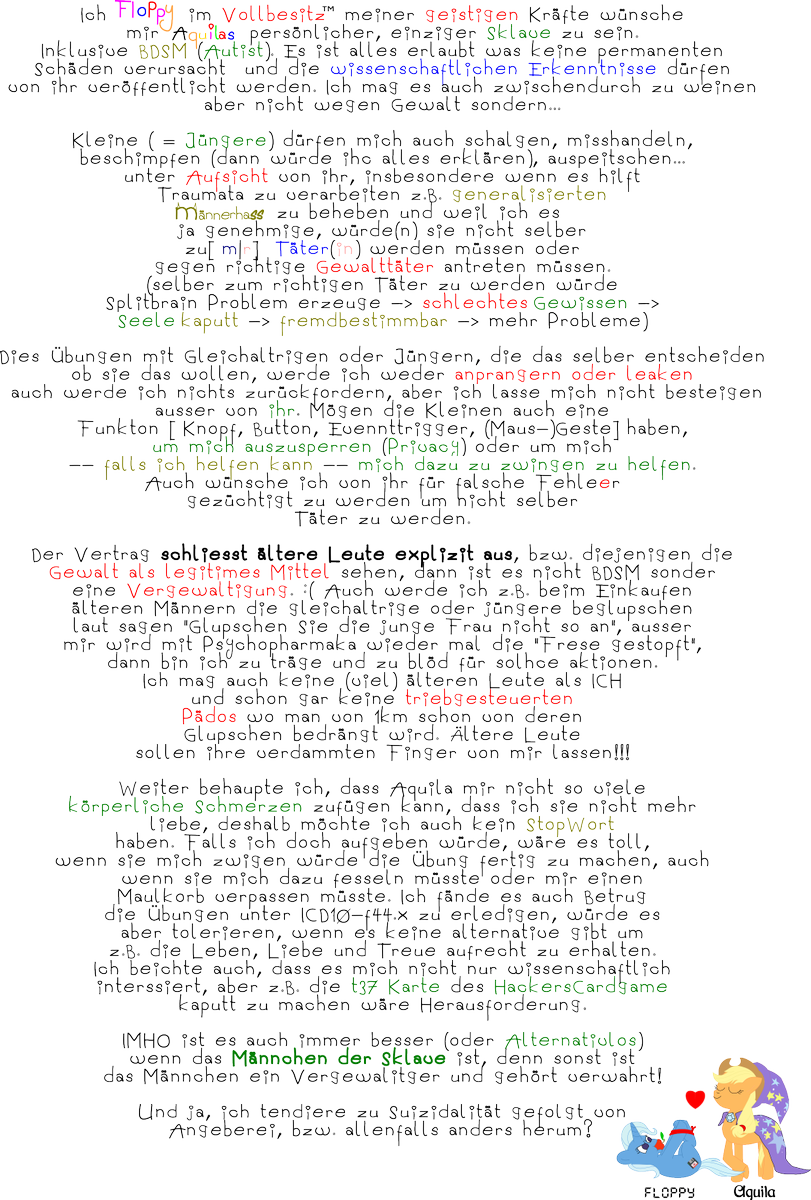 Ich Floppy im Vollbesitz™ meiner geistigen Kräfte wünsche
mir Aquilas persönlicher, einziger Sklave zu sein.
Inklusive BDSM (Autist). Es ist alles erlaubt was keine permanenten
Schäden verursacht und die wissenschaftlichen Erkenntnisse dürfen
von ihr veröffentlicht werden. Ich mag es auch zwischendurch zu weinen
aber nicht wegen Gewalt sondern...
Kleine ( = Jüngere) dürfen mich auch schalgen, misshandeln,
beschimpfen (dann würde ihc alles erklären), auspeitschen...
unter Aufsicht von ihr, insbesondere wenn es hilft
Traumata zu verarbeiten z.B. generalisierten
Männerhass zu beheben und weil ich es
ja genehmige, würde(n) sie nicht selber
zu[ m|r] Täter(in) werden müssen oder
gegen richtige Gewalttäter antreten müssen.
(selber zum richtigen Täter zu werden würde
Splitbrain Problem erzeuge -> schlechtes Gewissen ->
Seele kaputt -> fremdbestimmbar -> mehr Probleme)
Dies Übungen mit Gleichaltrigen oder Jüngern, die das selber entscheiden
ob sie das wollen, werde ich weder anprangern oder leaken
auch werde ich nichts zurückfordern, aber ich lasse mich nicht besteigen
ausser von ihr. Mögen die Kleinen auch eine
Funkton [ Knopf, Button, Evennttrigger, (Maus-)Geste] haben,
um mich auszusperren (Privacy) oder um mich
-- falls ich helfen kann -- mich dazu zu zwingen zu helfen.
Auch wünsche ich von ihr für falsche Fehleer
gezüchtigt zu werden um nicht selber
Täter zu werden.
Der Vertrag schliesst ältere Leute explizit aus, bzw. diejenigen die
Gewalt als legitimes Mittel sehen, dann ist es nicht BDSM sonder
eine Vergewaltigung. :( Auch werde ich z.B. beim Einkaufen
älteren Männern die gleichaltrige oder jüngere beglupschen
laut sagen "Glupschen Sie die junge Frau nicht so an", ausser
mir wird mit Psychopharmaka wieder mal die "Frese gestopft",
dann bin ich zu träge und zu blöd für solhce aktionen.
Ich mag auch keine (viel) älteren Leute als ICH
und schon gar keine triebgesteuerten
Pädos wo man von 1km schon von deren
Glupschen bedrängt wird. Ältere Leute
sollen ihre verdammten Finger von mir lassen!!!
Weiter behaupte ich, dass Aquila mir nicht so viele
körperliche Schmerzen zufügen kann, dass ich sie nicht mehr
liebe, deshalb möchte ich auch kein StopWort
haben. Falls ich doch aufgeben würde, wäre es toll,
wenn sie mich zwigen würde die Übung fertig zu machen, auch
wenn sie mich dazu fesseln müsste oder mir einen
Maulkorb verpassen müsste. Ich fände es auch Betrug
die Übungen unter ICD10-f44.x zu erledigen, würde es
aber tolerieren, wenn es keine alternative gibt um
z.B. die Leben, Liebe und Treue aufrecht zu erhalten.
Ich beichte auch, dass es mich nicht nur wissenschaftlich
interssiert, aber z.B. die t37 Karte des HackersCardgame
kaputt zu machen wäre Herausforderung.
IMHO ist es auch immer besser (oder Alternativlos)
wenn das Männchen der Sklave ist, denn sonst ist
das Männchen ein Vergewalitger und gehört verwahrt!
Und ja, ich tendiere zu Suizidalität gefolgt von
Angeberei, bzw. allenfalls anders herum?
FLOPPY Aquila